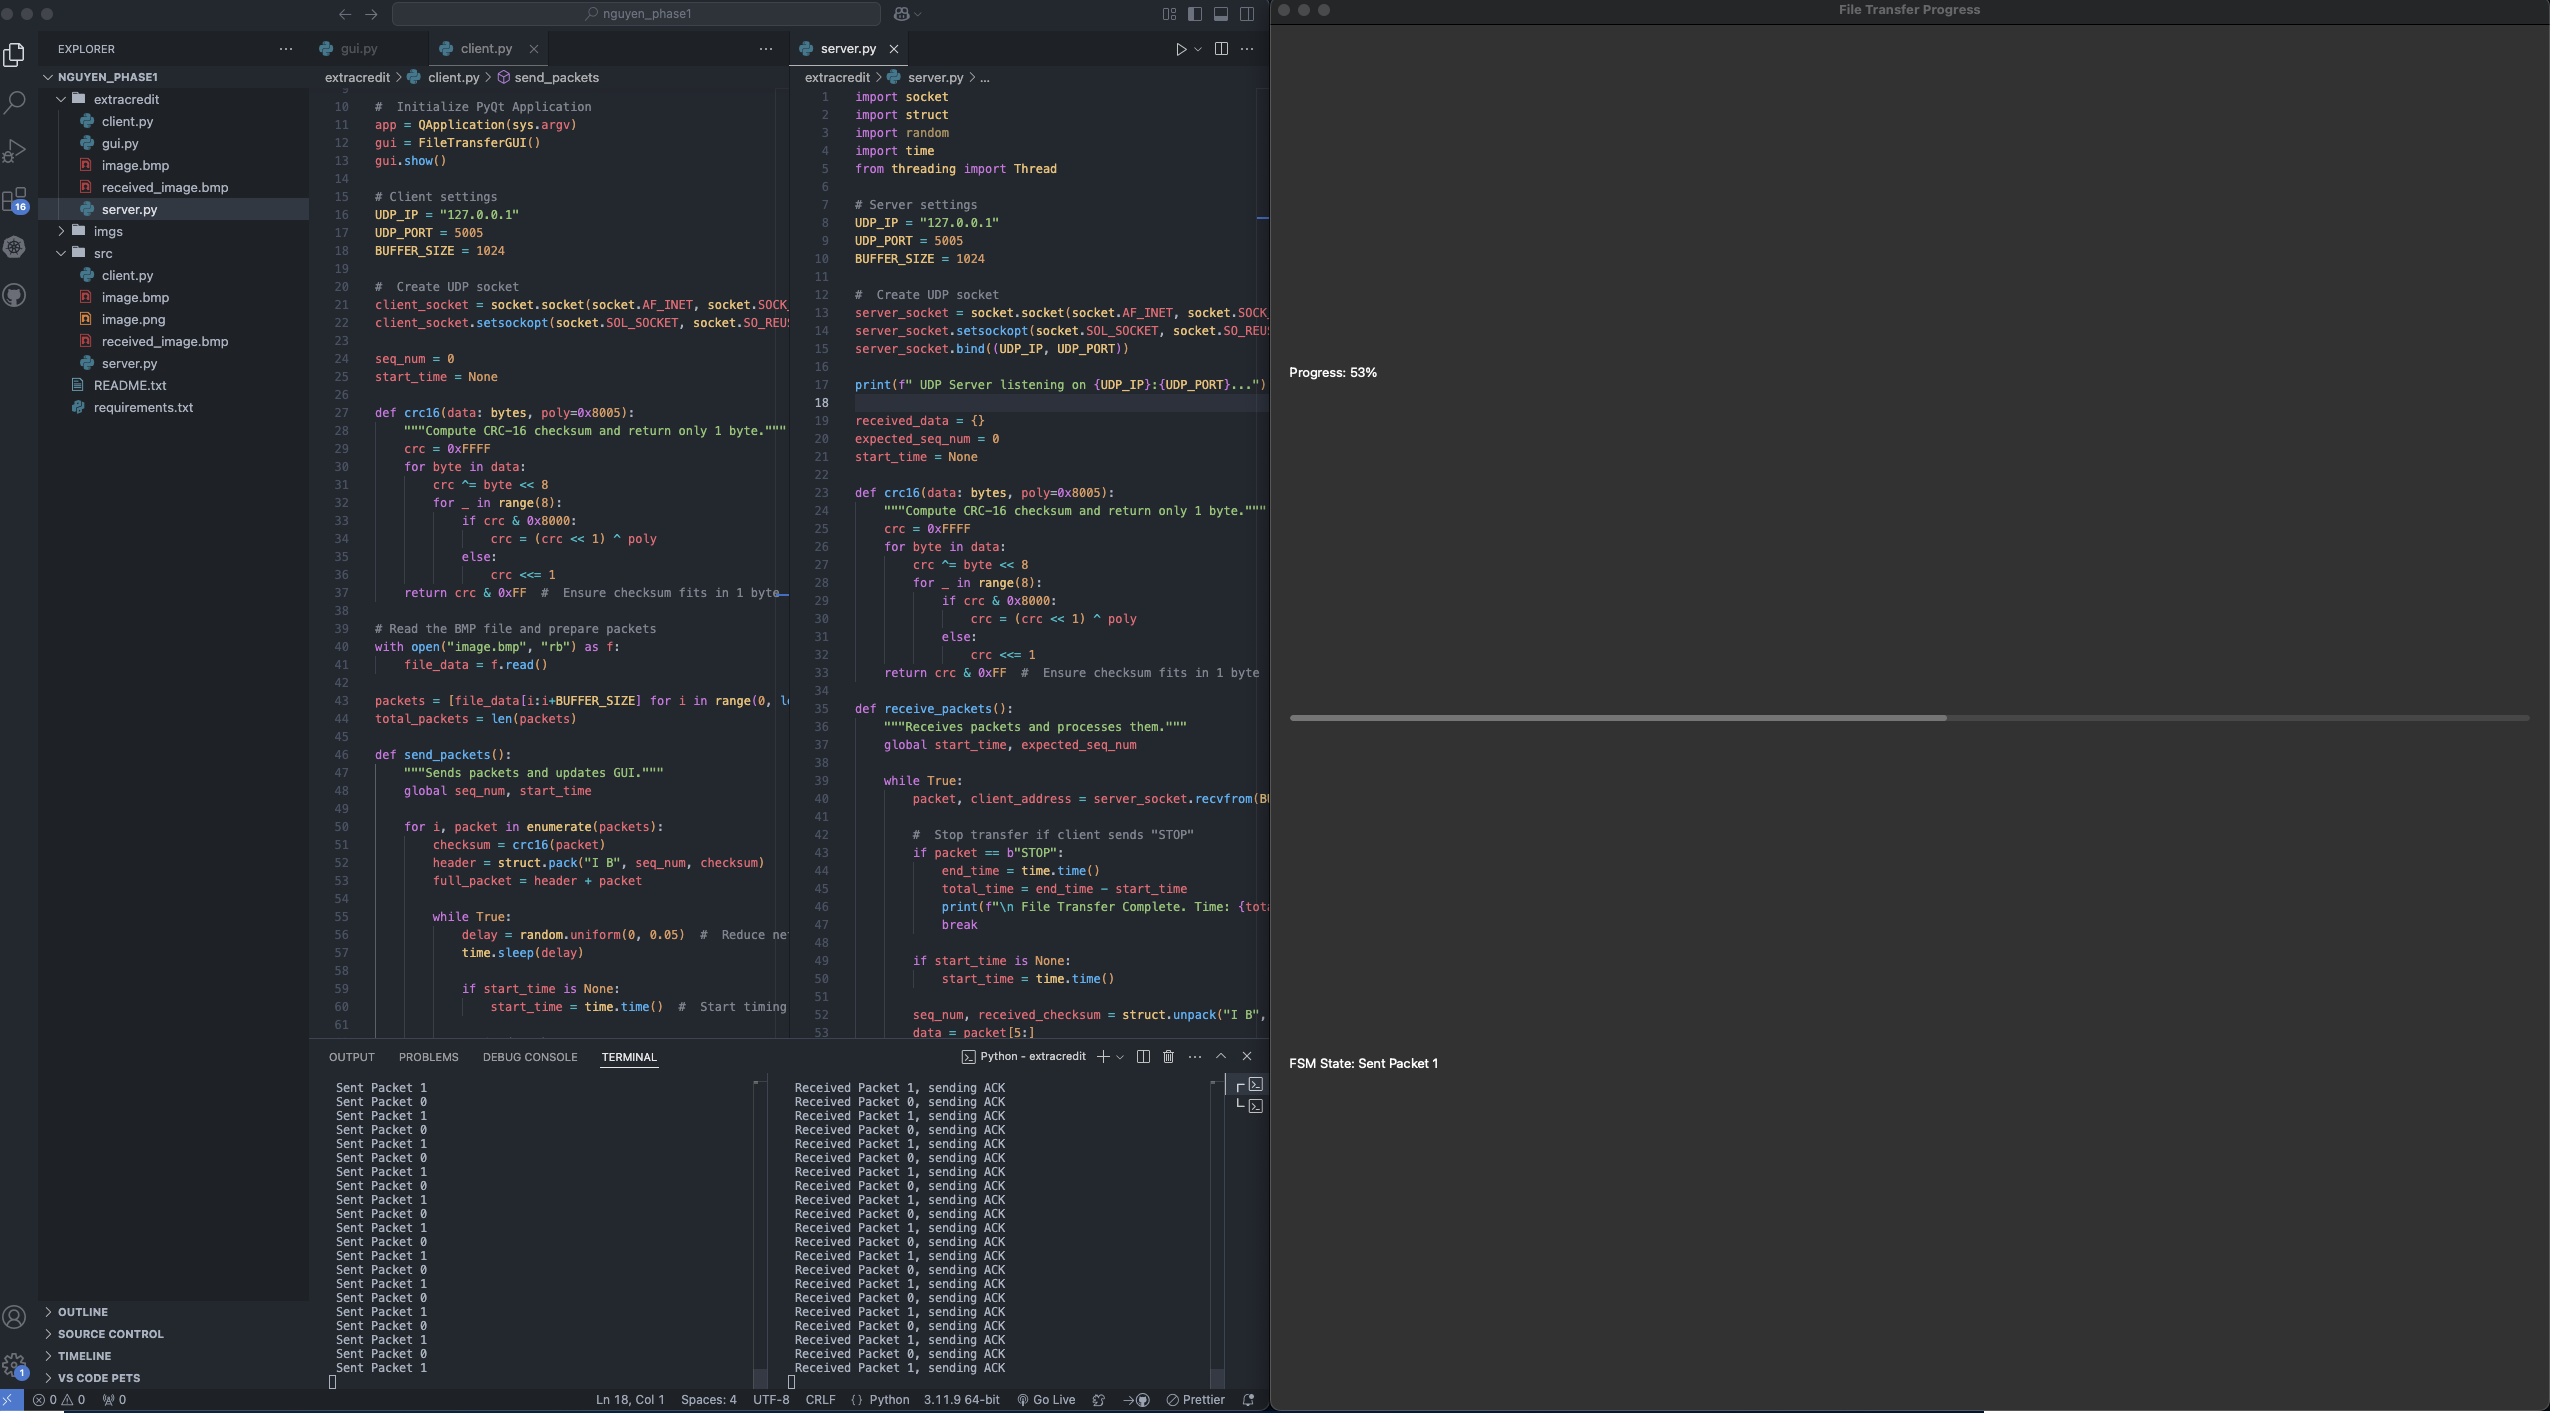 nguyen_phase1
EXPLORER
NGUYEN_PHASE1
extracredit
client.py
gui.py
image.bmp
received_image.bmp
server.py
imgs
src
client.py
image.bmp
image.png
received_image.bmp
server.py
README.txt
requirements.txt
OUTLINE
SOURCE CONTROL
TIMELINE
VS CODE PETS
16
1
gui.py
client.py
extracredit > client.py > send_packets
9
10 #  Initialize PyQt Application
11 app = QApplication(sys.argv)
12 gui = FileTransferGUI()
13 gui.show()
14
15 # Client settings
16 UDP_IP = "127.0.0.1"
17 UDP_PORT = 5005
18 BUFFER_SIZE = 1024
19
20 #  Create UDP socket
21 client_socket = socket.socket(socket.AF_INET, socket.SOCK_
22 client_socket.setsockopt(socket.SOL_SOCKET, socket.SO_REUS
23
24 seq_num = 0
25 start_time = None
26
27 def crc16(data: bytes, poly=0x8005):
28     """Compute CRC-16 checksum and return only 1 byte."""
29     crc = 0xFFFF
30     for byte in data:
31         crc ^= byte << 8
32         for _ in range(8):
33             if crc & 0x8000:
34                 crc = (crc << 1) ^ poly
35             else:
36                 crc <<= 1
37     return crc & 0xFF  #  Ensure checksum fits in 1 byte
38
39 # Read the BMP file and prepare packets
40 with open("image.bmp", "rb") as f:
41     file_data = f.read()
42
43 packets = [file_data[i:i+BUFFER_SIZE] for i in range(0, le
44 total_packets = len(packets)
45
46 def send_packets():
47     """Sends packets and updates GUI."""
48     global seq_num, start_time
49
50     for i, packet in enumerate(packets):
51         checksum = crc16(packet)
52         header = struct.pack("I B", seq_num, checksum)
53         full_packet = header + packet
54
55         while True:
56             delay = random.uniform(0, 0.05)  #  Reduce ne
57             time.sleep(delay)
58
59             if start_time is None:
60                 start_time = time.time()  #  Start timing
61
server.py
extracredit > server.py > ...
1 import socket
2 import struct
3 import random
4 import time
5 from threading import Thread
6
7 # Server settings
8 UDP_IP = "127.0.0.1"
9 UDP_PORT = 5005
10 BUFFER_SIZE = 1024
11
12 #  Create UDP socket
13 server_socket = socket.socket(socket.AF_INET, socket.SOCK_
14 server_socket.setsockopt(socket.SOL_SOCKET, socket.SO_REUS
15 server_socket.bind((UDP_IP, UDP_PORT))
16
17 print(f" UDP Server listening on {UDP_IP}:{UDP_PORT}...")
18
19 received_data = {}
20 expected_seq_num = 0
21 start_time = None
22
23 def crc16(data: bytes, poly=0x8005):
24     """Compute CRC-16 checksum and return only 1 byte."""
25     crc = 0xFFFF
26     for byte in data:
27         crc ^= byte << 8
28         for _ in range(8):
29             if crc & 0x8000:
30                 crc = (crc << 1) ^ poly
31             else:
32                 crc <<= 1
33     return crc & 0xFF  #  Ensure checksum fits in 1 byte
34
35 def receive_packets():
36     """Receives packets and processes them."""
37     global start_time, expected_seq_num
38
39     while True:
40         packet, client_address = server_socket.recvfrom(BU
41
42         #  Stop transfer if client sends "STOP"
43         if packet == b"STOP":
44             end_time = time.time()
45             total_time = end_time - start_time
46             print(f"\n File Transfer Complete. Time: {tota
47             break
48
49         if start_time is None:
50             start_time = time.time()
51
52         seq_num, received_checksum = struct.unpack("I B",
53         data = packet[5:]
OUTPUT PROBLEMS DEBUG CONSOLE TERMINAL
Python - extracredit
Sent Packet 1
Sent Packet 0
Sent Packet 1
Sent Packet 0
Sent Packet 1
Sent Packet 0
Sent Packet 1
Sent Packet 0
Sent Packet 1
Sent Packet 0
Sent Packet 1
Sent Packet 0
Sent Packet 1
Sent Packet 0
Sent Packet 1
Sent Packet 0
Sent Packet 1
Sent Packet 0
Sent Packet 1
Sent Packet 0
Sent Packet 1
Received Packet 1, sending ACK
Received Packet 0, sending ACK
Received Packet 1, sending ACK
Received Packet 0, sending ACK
Received Packet 1, sending ACK
Received Packet 0, sending ACK
Received Packet 1, sending ACK
Received Packet 0, sending ACK
Received Packet 1, sending ACK
Received Packet 0, sending ACK
Received Packet 1, sending ACK
Received Packet 0, sending ACK
Received Packet 1, sending ACK
Received Packet 0, sending ACK
Received Packet 1, sending ACK
Received Packet 0, sending ACK
Received Packet 1, sending ACK
Received Packet 0, sending ACK
Received Packet 1, sending ACK
Received Packet 0, sending ACK
Received Packet 1, sending ACK
0 0 0
Ln 18, Col 1 Spaces: 4 UTF-8 CRLF {} Python 3.11.9 64-bit Go Live Prettier
File Transfer Progress
Progress: 53%
FSM State: Sent Packet 1